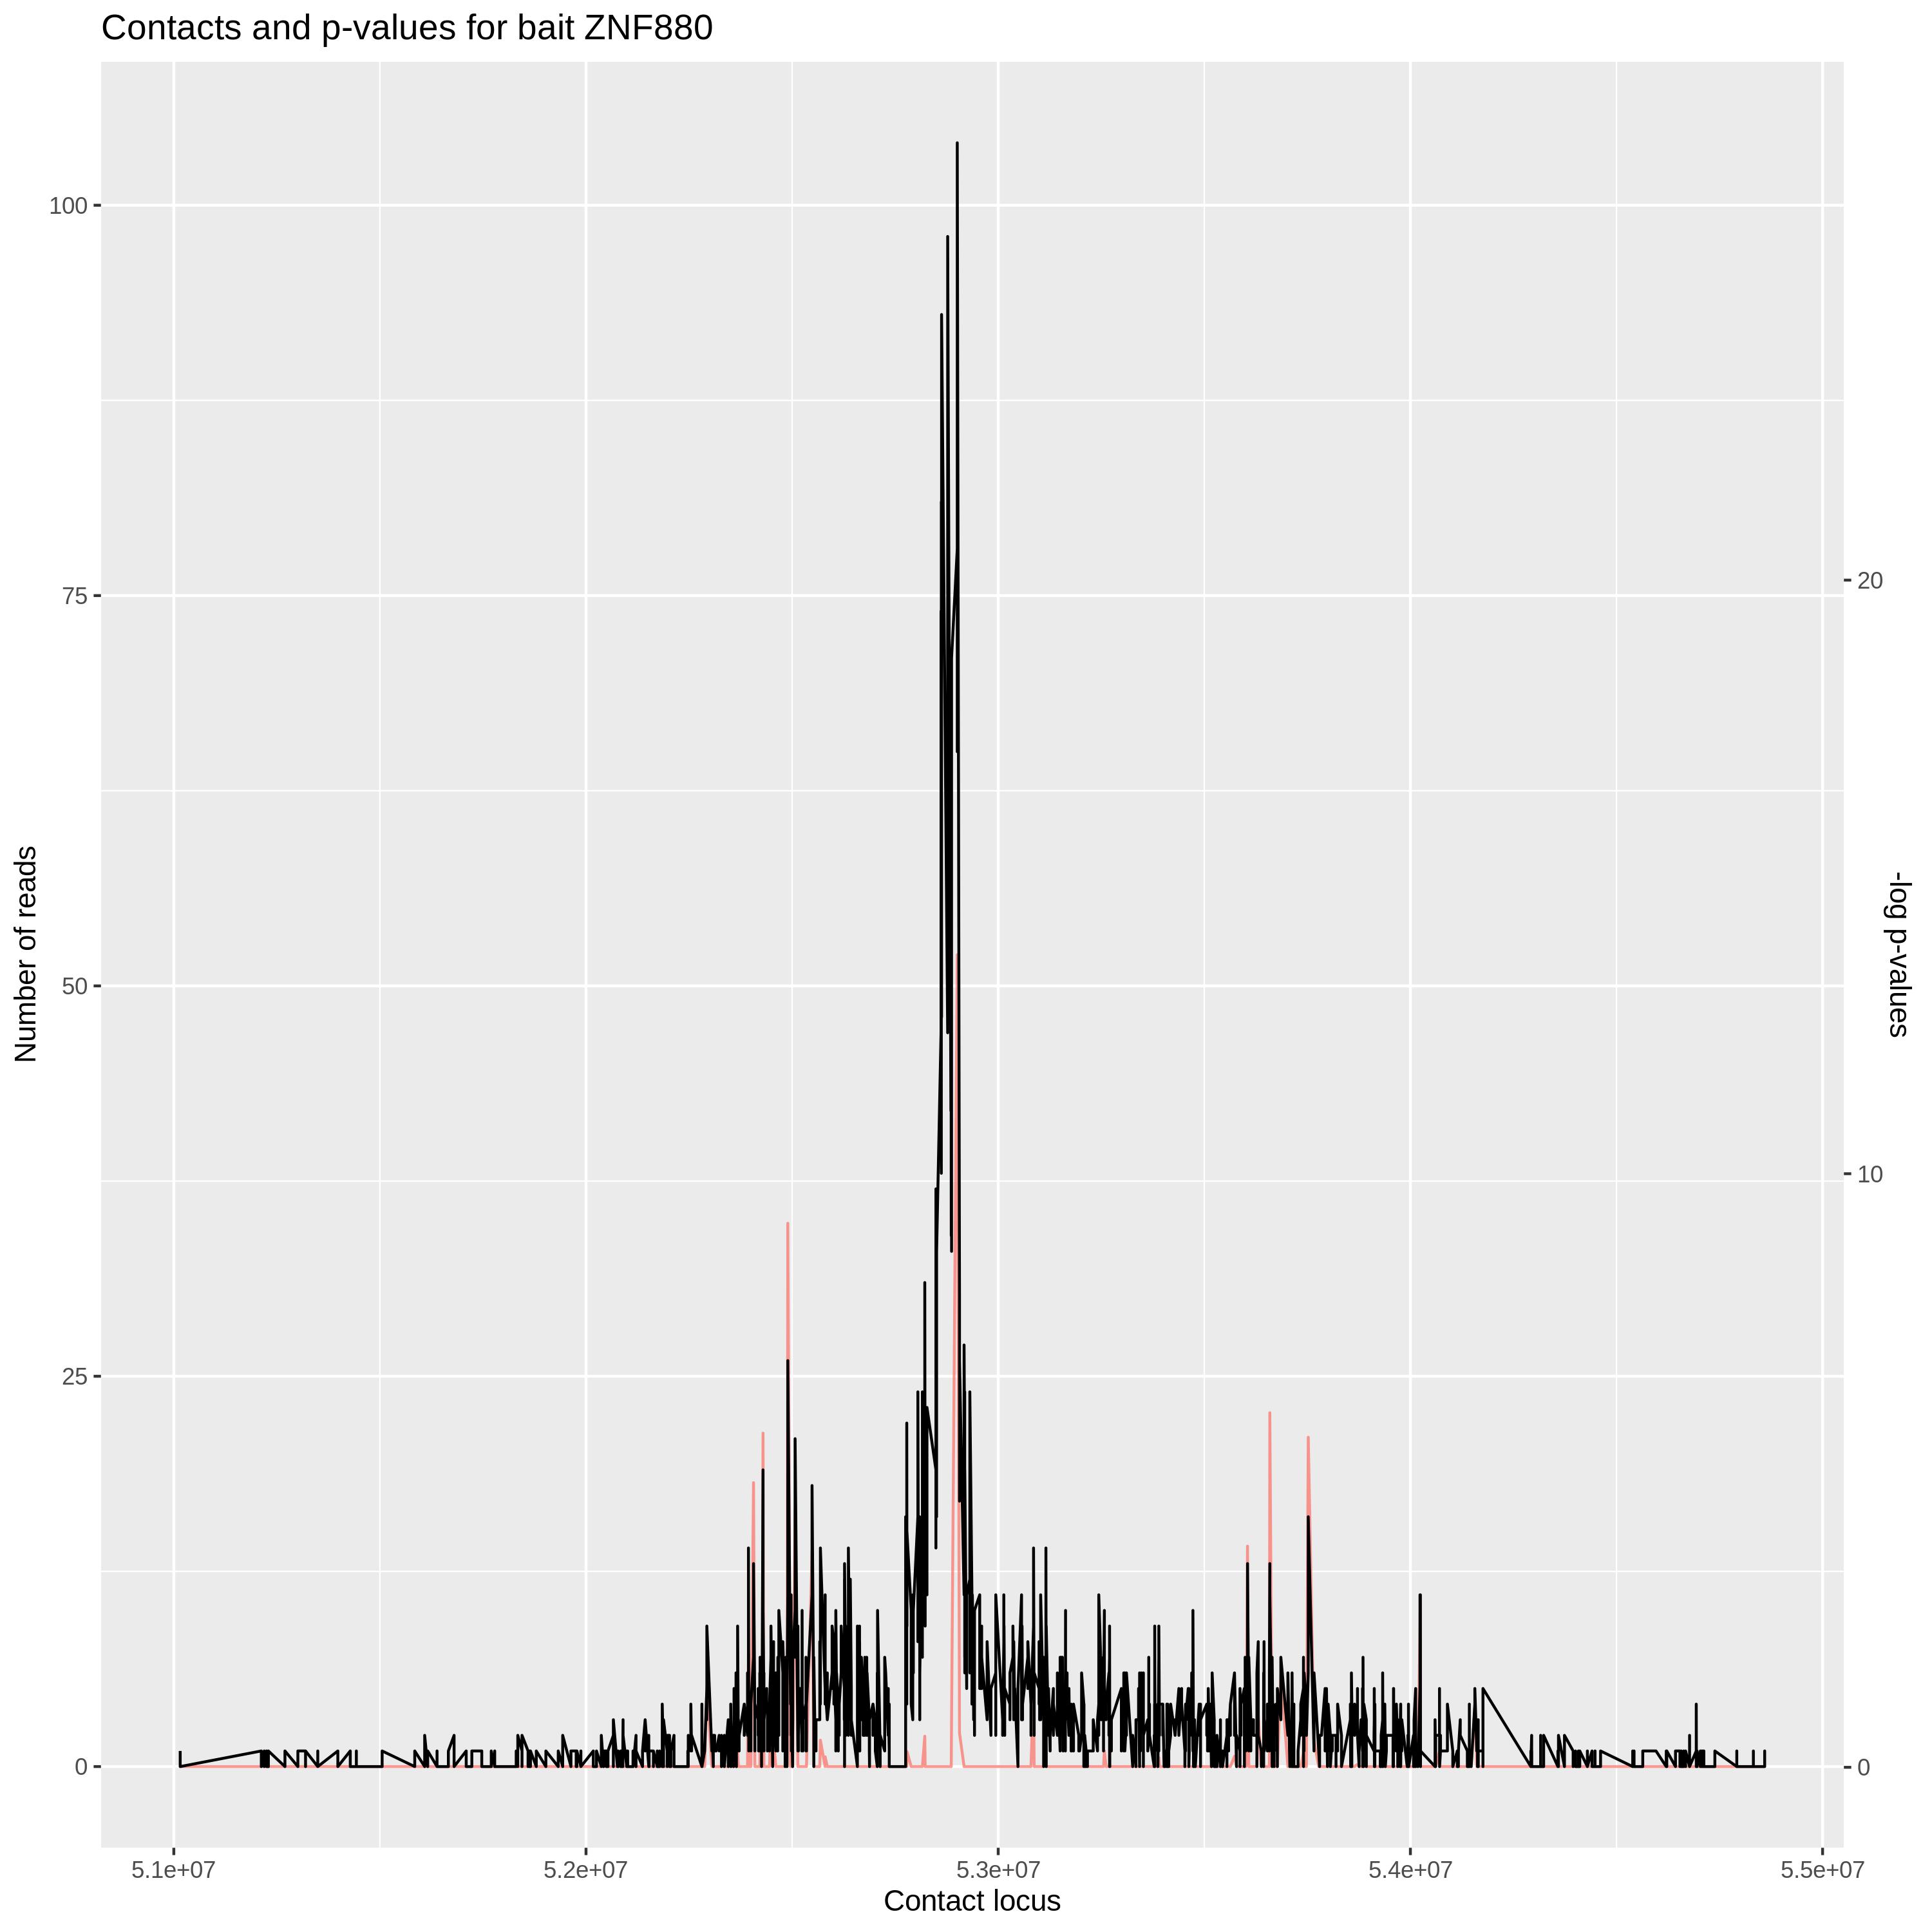 Contacts and p-values for bait ZNF880
100
75
50
25
0
Number of reads
20
10
0
-log p-values
5.1e+07 5.2e+07 5.3e+07 5.4e+07 5.5e+07
Contact locus